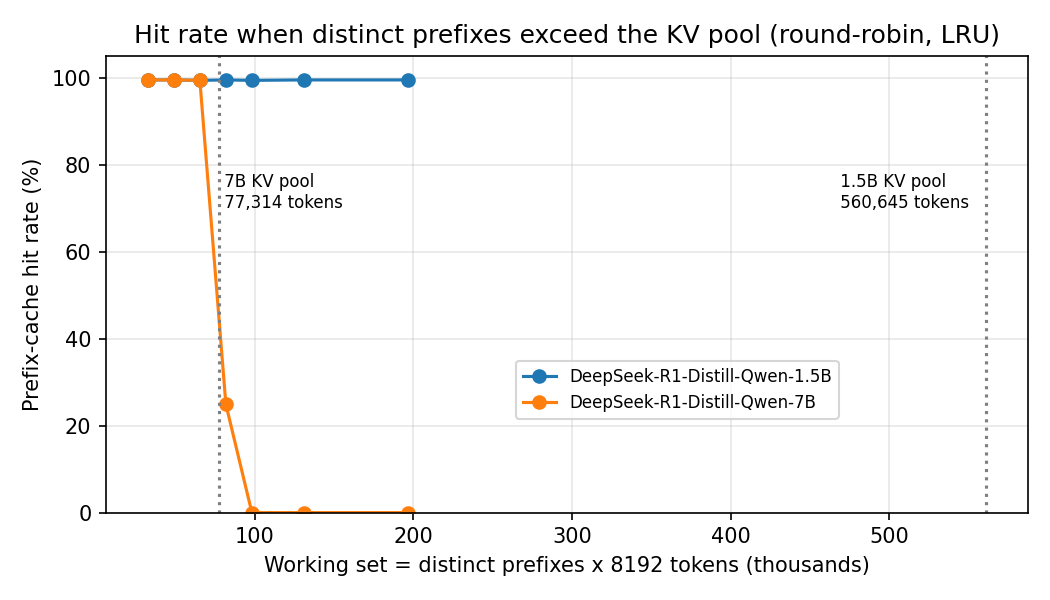 Hit rate when distinct prefixes exceed the KV pool (round-robin, LRU)
Prefix-cache hit rate (%)
100
80
60
40
20
0
7B KV pool
77,314 tokens
1.5B KV pool
560,645 tokens
DeepSeek-R1-Distill-Qwen-1.5B
DeepSeek-R1-Distill-Qwen-7B
100 200 300 400 500
Working set = distinct prefixes x 8192 tokens (thousands)